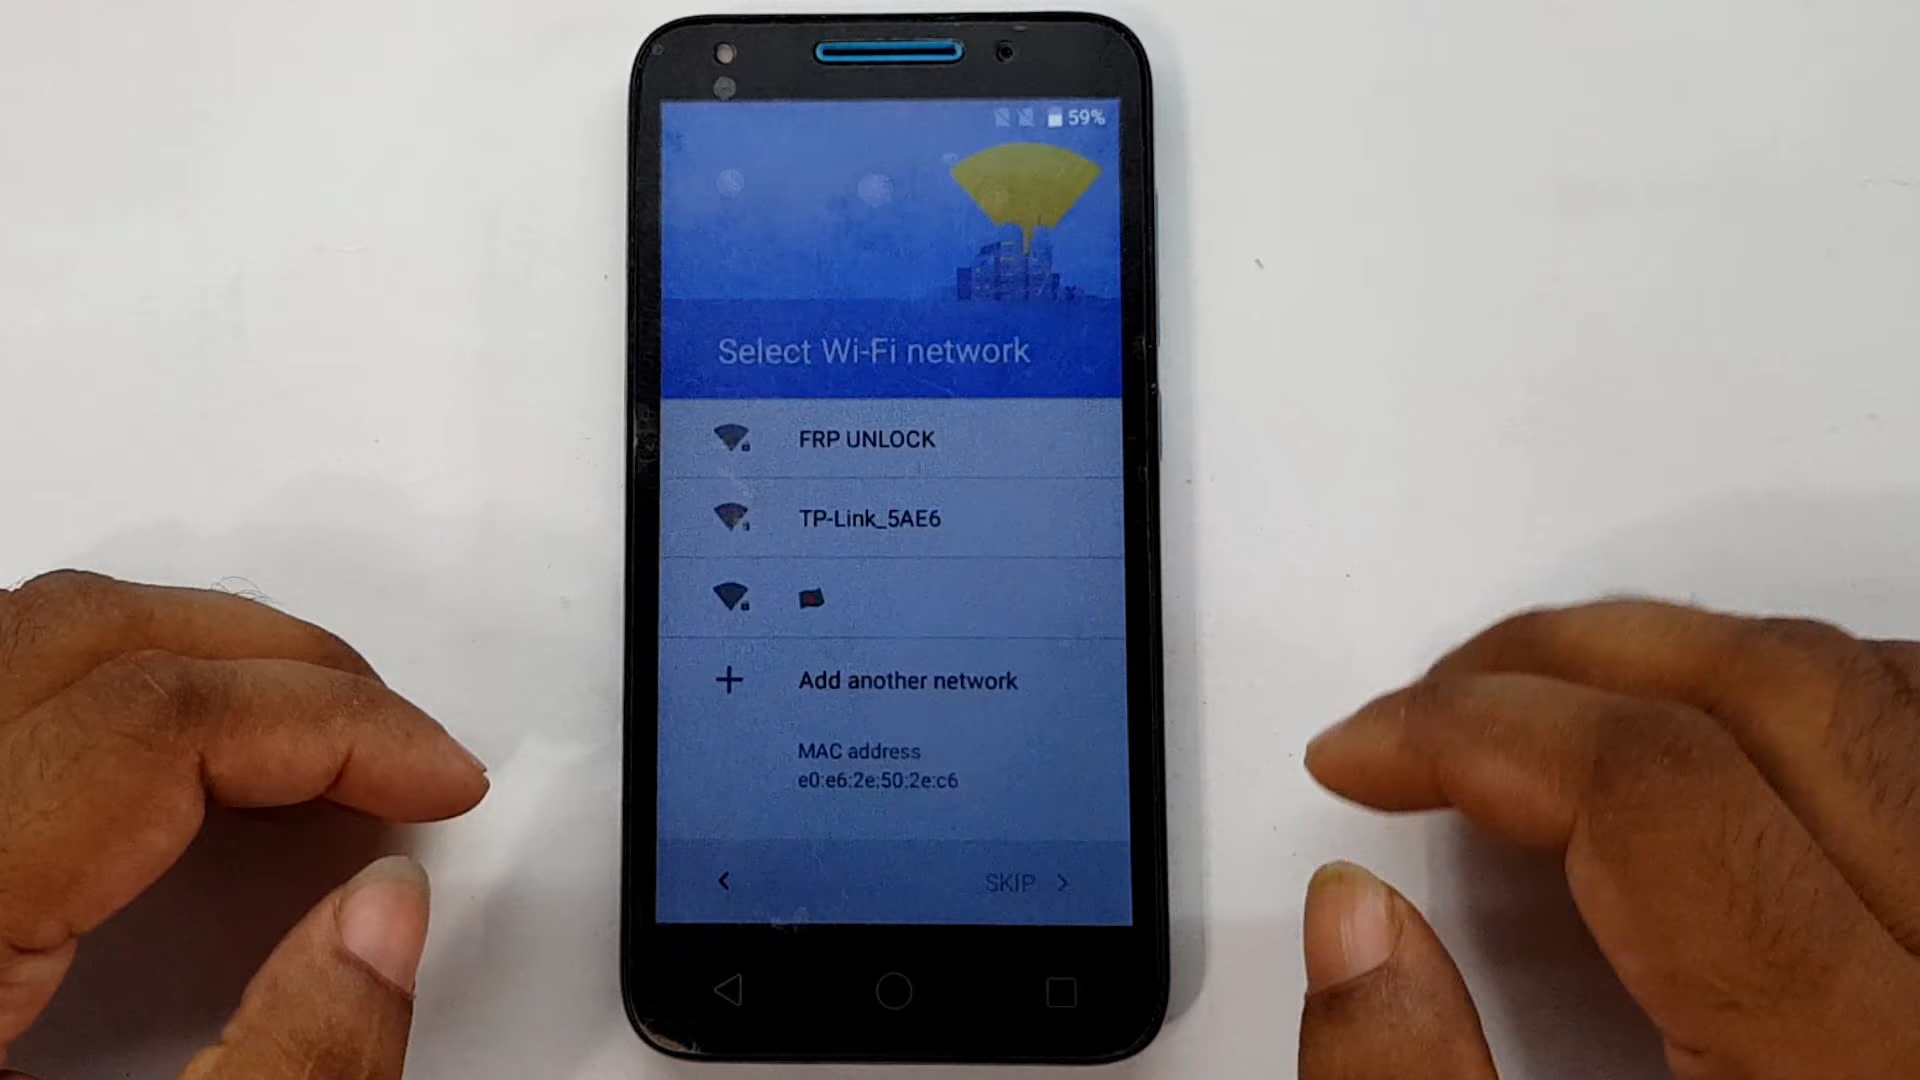 59%
Select Wi-Fi network
FRP UNLOCK
TP-Link_5AE6
Add another network
MAC address
e0:e6:2e:50:2e:c6
SKIP